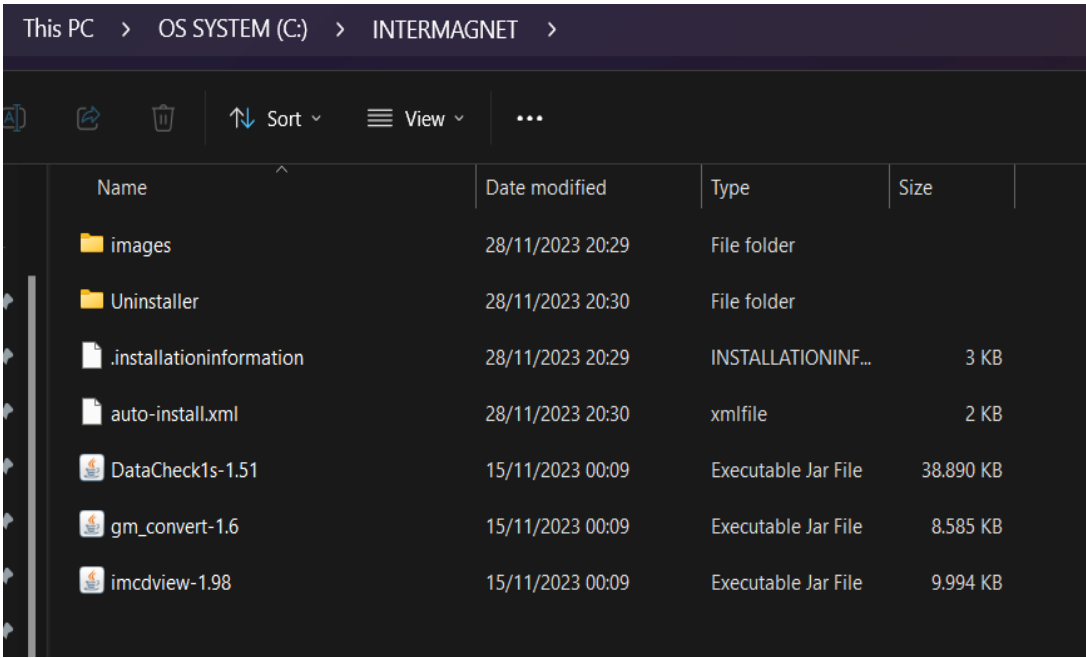 This PC > OS SYSTEM (C:) > INTERMAGNET >
Sort View ...
Name Date modified Type Size
images 28/11/2023 20:29 File folder
Uninstaller 28/11/2023 20:30 File folder
.installationinformation 28/11/2023 20:29 INSTALLATIONINF... 3 KB
auto-install.xml 28/11/2023 20:30 xmlfile 2 KB
DataCheck1s-1.51 15/11/2023 00:09 Executable Jar File 38.890 KB
gm_convert-1.6 15/11/2023 00:09 Executable Jar File 8.585 KB
imcdview-1.98 15/11/2023 00:09 Executable Jar File 9.994 KB